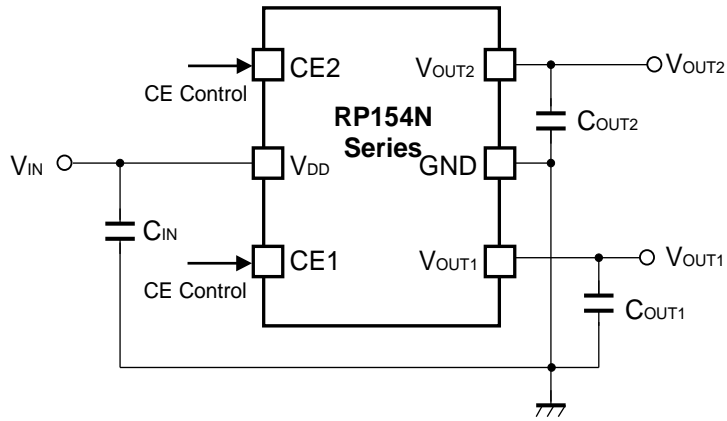 CE2
VOUT2
VOUT2
CE Control
RP154N
Series
COUT2
VIN
VDD
GND
CIN
CE1
VOUT1
VOUT1
CE Control
COUT1